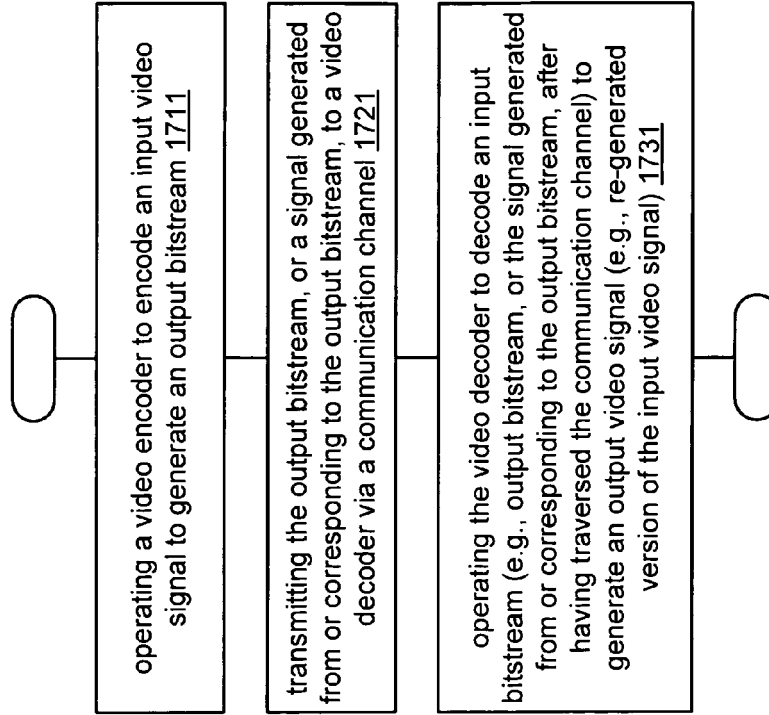 operating a video encoder to encode an input video
signal to generate an output bitstream 1711
transmitting the output bitstream, or a signal generated
from or corresponding to the output bitstream, to a video
decoder via a communication channel 1721
operating the video decoder to decode an input
bitstream (e.g., output bitstream, or the signal generated
from or corresponding to the output bitstream, after
having traversed the communication channel) to
generate an output video signal (e.g., re-generated
version of the input video signal) 1731